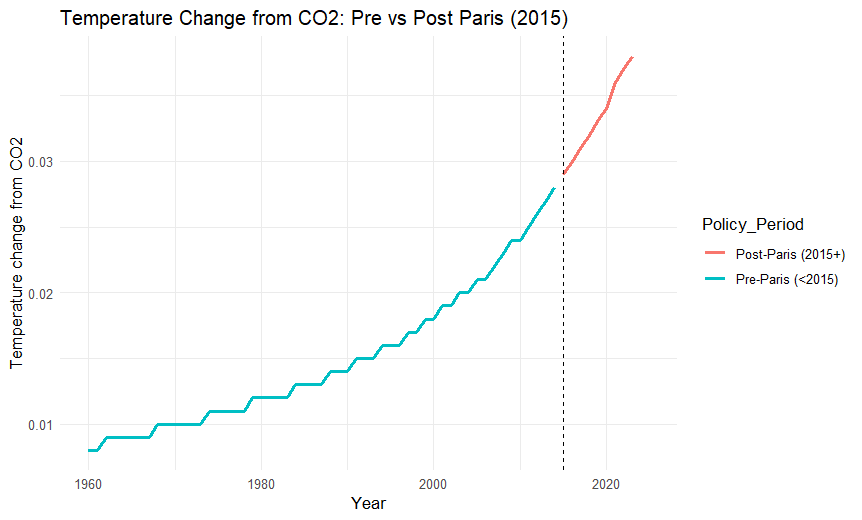 Temperature Change from CO2: Pre vs Post Paris (2015)
Temperature change from CO2
0.03
0.02
0.01
1960
1980
2000
2020
Year
Policy_Period
Post-Paris (2015+)
Pre-Paris (<2015)